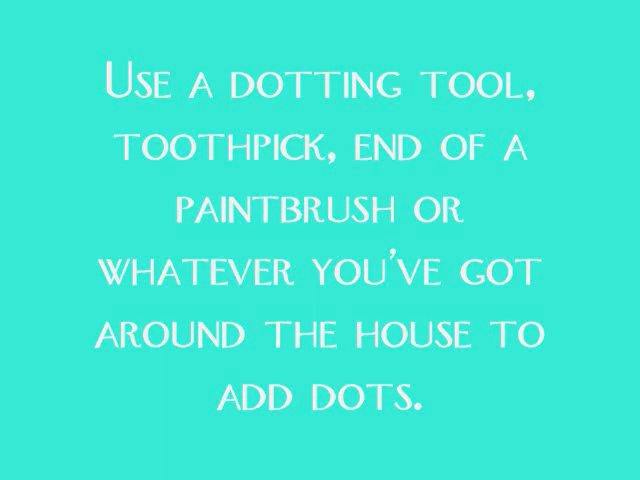 Use a dotting tool,
toothpick, end of a
paintbrush or
whatever you've got
around the house to
add dots.